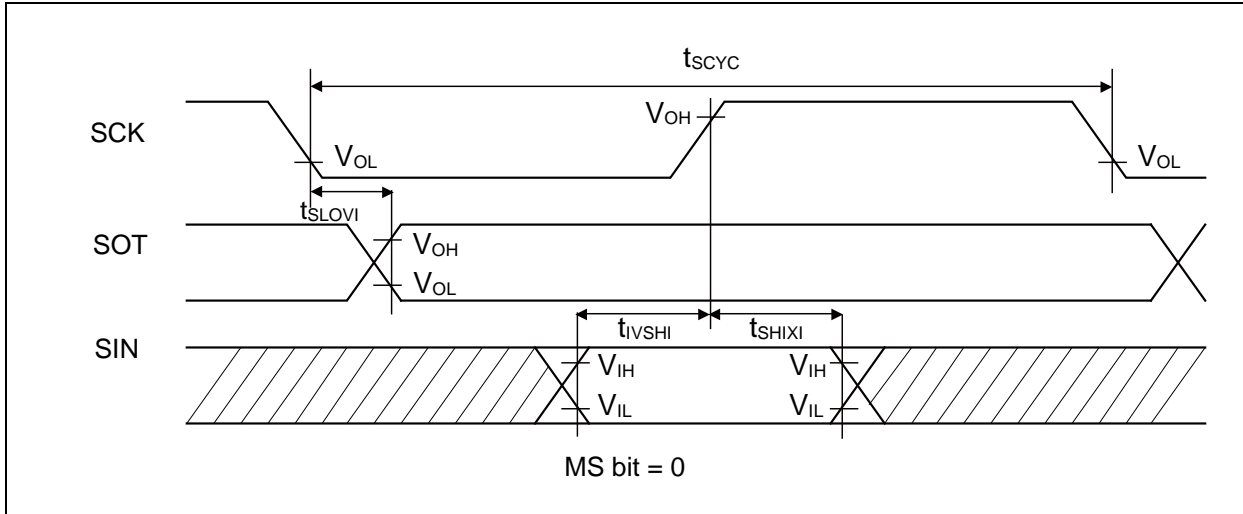 tSCYC
SCK
VOH
VOL
VOL
tSLOVI
SOT
VOH
VOL
tIVSHI
tSHIXI
SIN
VIH
VIH
VIL
VIL
MS bit = 0